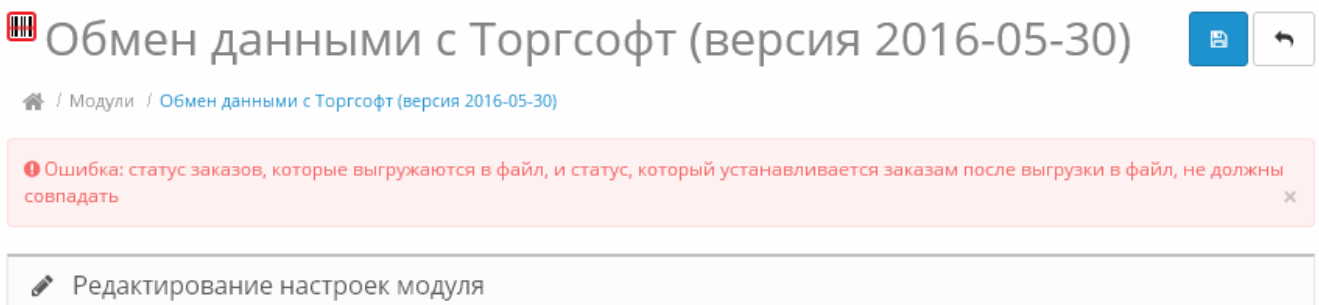 Обмен данными с Торгсофт (версия 2016-05-30)
/ Модули / Обмен данными с Торгсофт (версия 2016-05-30)
Ошибка: статус заказов, которые выгружаются в файл, и статус, который устанавливается заказам после выгрузки в файл, не должны
совпадать ×
Редактирование настроек модуля